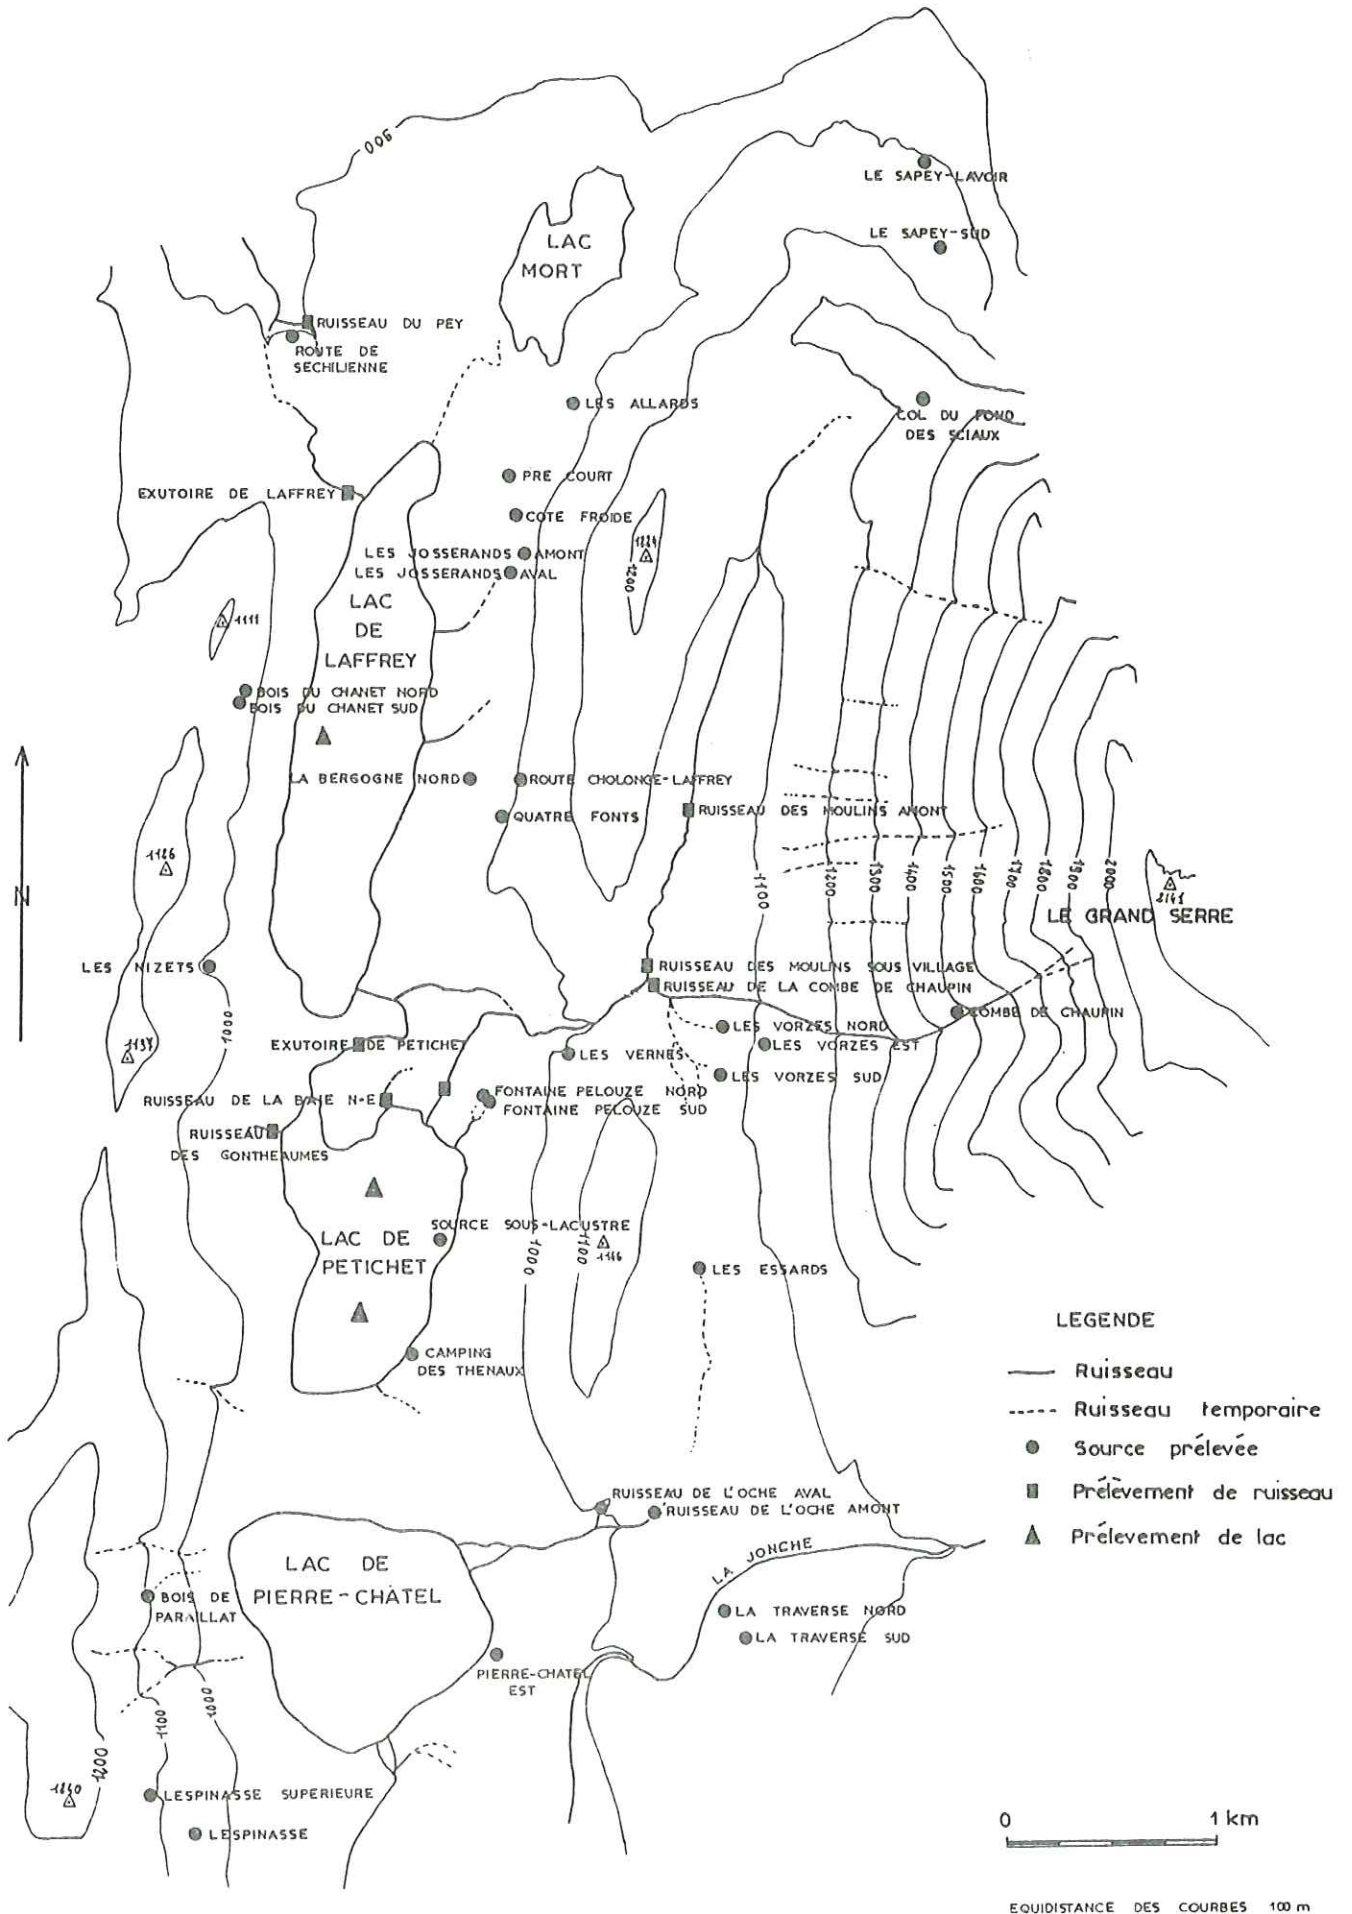 900
LE SAPEY-LAVOIR
LE SAPEY-SUD
LAC
MORT
RUISSEAU DU PEY
ROUTE DE
SECHILIENNE
LES ALLARDS
COL DU FOND
DES SCIAUX
PRE COURT
EXUTOIRE DE LAFFREY
COTE FROIDE
1224
1200
LES JOSSERANDS AMONT
LES JOSSERANDS AVAL
LAC
DE
LAFFREY
1111
BOIS DU CHANET NORD
BOIS DU CHANET SUD
LA BERGOGNE NORD
ROUTE CHOLONGE-LAFFREY
QUATRE FONTS
RUISSEAU DES MOULINS AMONT
1126
N
1100
1200
1300
1400
1500
1600
1700
1800
1900
2000
2141
LE GRAND SERRE
LES NIZETS
RUISSEAU DES MOULINS SOUS VILLAGE
RUISSEAU DE LA COMBE DE CHAUPIN
COMBE DE CHAUPIN
1000
1137
LES VORZES NORD
LES VORZES EST
EXUTOIRE DE PETICHET
LES VERNES
LES VORZES SUD
RUISSEAU DE LA BAIE N-E
FONTAINE PELOUZE NORD
FONTAINE PELOUZE SUD
RUISSEAU
DES GONTHEAUMES
SOURCE SOUS-LACUSTRE
LAC DE
PETICHET
1000
1100
1166
LES ESSARDS
CAMPING
DES THENAUX
LEGENDE
Ruisseau
Ruisseau temporaire
Source prélevée
Prélèvement de ruisseau
Prélevement de lac
RUISSEAU DE L'OCHE AVAL
RUISSEAU DE L'OCHE AMONT
LA JONCHE
LAC DE
PIERRE-CHÂTEL
BOIS DE
PARALLAT
LA TRAVERSE NORD
LA TRAVERSE SUD
PIERRE-CHATEL
EST
1100
1000
1200
1240
LESPINASSE SUPERIEURE
LESPINASSE
0 1 km
EQUIDISTANCE DES COURBES 100 m